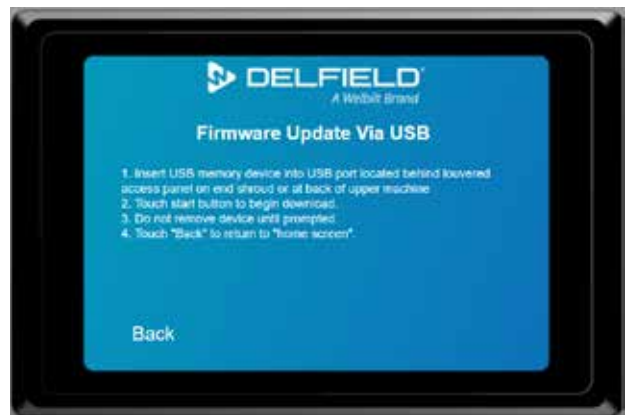 DELFIELD
A Welbilt Brand
Firmware Update Via USB
1. Insert USB memory device into USB port located behind louvered
access panel on end shroud or at back of upper machine
2. Touch start button to begin download.
3. Do not remove device until prompted.
4. Touch "Back" to return to "home screen".
Back